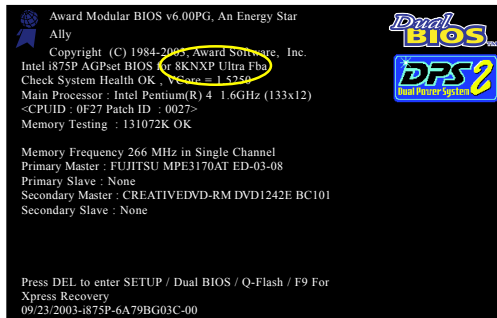 Award Modular BIOS v6.00PG, An Energy Star
Ally
Copyright (C) 1984-2003, Award Software, Inc.
Intel i875P AGPset BIOS for 8KNXP Ultra Fba
Check System Health OK , VCore = 1.5250
Main Processor : Intel Pentium(R) 4 1.6GHz (133x12)
<CPUID : 0F27 Patch ID : 0027>
Memory Testing : 131072K OK
Memory Frequency 266 MHz in Single Channel
Primary Master : FUJITSU MPE3170AT ED-03-08
Primary Slave : None
Secondary Master : CREATIVEDVD-RM DVD1242E BC101
Secondary Slave : None
Press DEL to enter SETUP / Dual BIOS / Q-Flash / F9 For
Xpress Recovery
09/23/2003-i875P-6A79BG03C-00
Dual
BIOS
TM
DPS2
Dual Power System